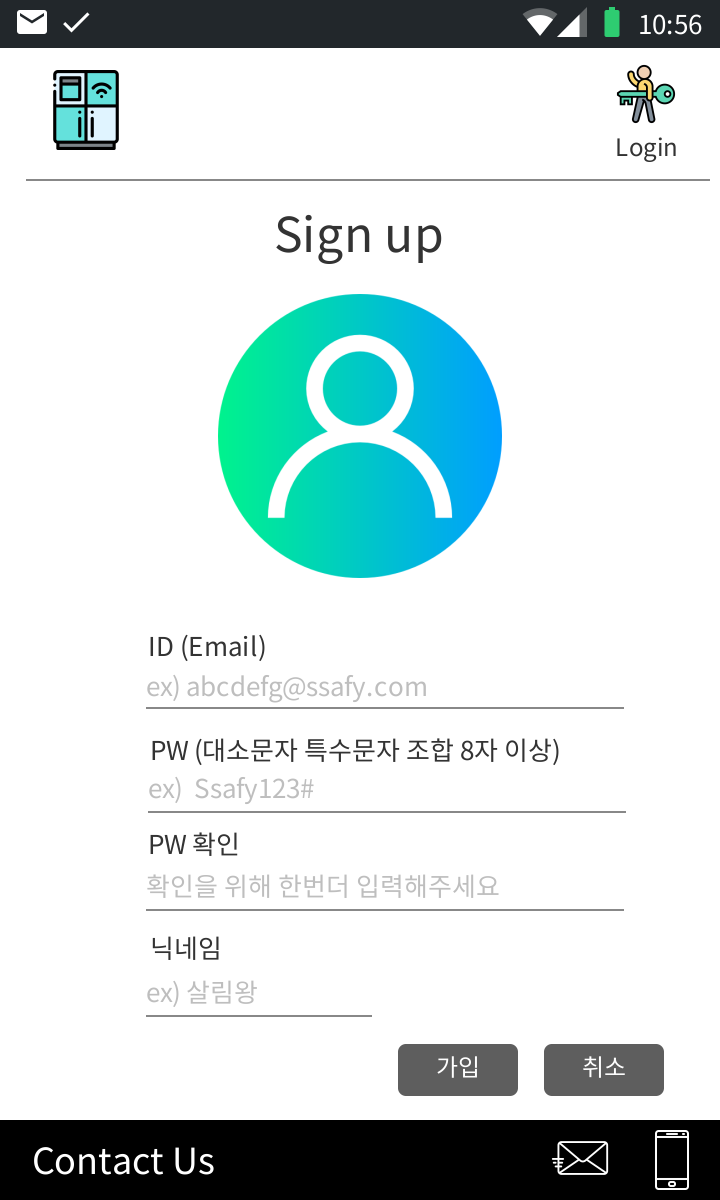 10:56
Login
Sign up
ID (Email)
ex) abcdefg@ssafy.com
PW (대소문자 특수문자 조합 8자 이상)
ex)  Ssafy123#
PW 확인
확인을 위해 한번더 입력해주세요
닉네임
ex) 살림왕
가입 취소
Contact Us